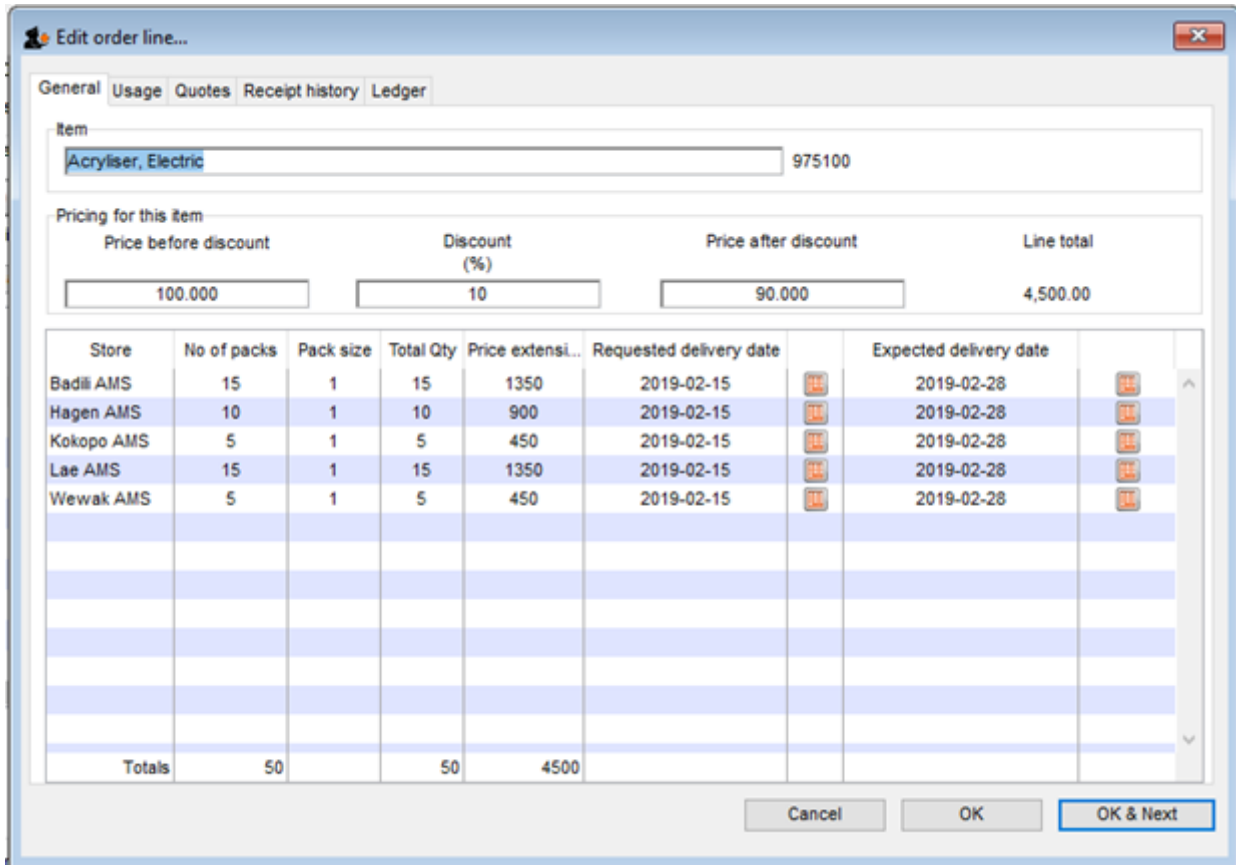 Edit order line...
General Usage Quotes Receipt history Ledger
Item
Acryliser, Electric 975100
Pricing for this item
Price before discount Discount (%) Price after discount Line total
100.000 10 90.000 4,500.00
Store No of packs Pack size Total Qty Price extensi... Requested delivery date Expected delivery date
Badili AMS 15 1 15 1350 2019-02-15 2019-02-28
Hagen AMS 10 1 10 900 2019-02-15 2019-02-28
Kokopo AMS 5 1 5 450 2019-02-15 2019-02-28
Lae AMS 15 1 15 1350 2019-02-15 2019-02-28
Wewak AMS 5 1 5 450 2019-02-15 2019-02-28
Totals 50 50 4500
Cancel OK OK & Next